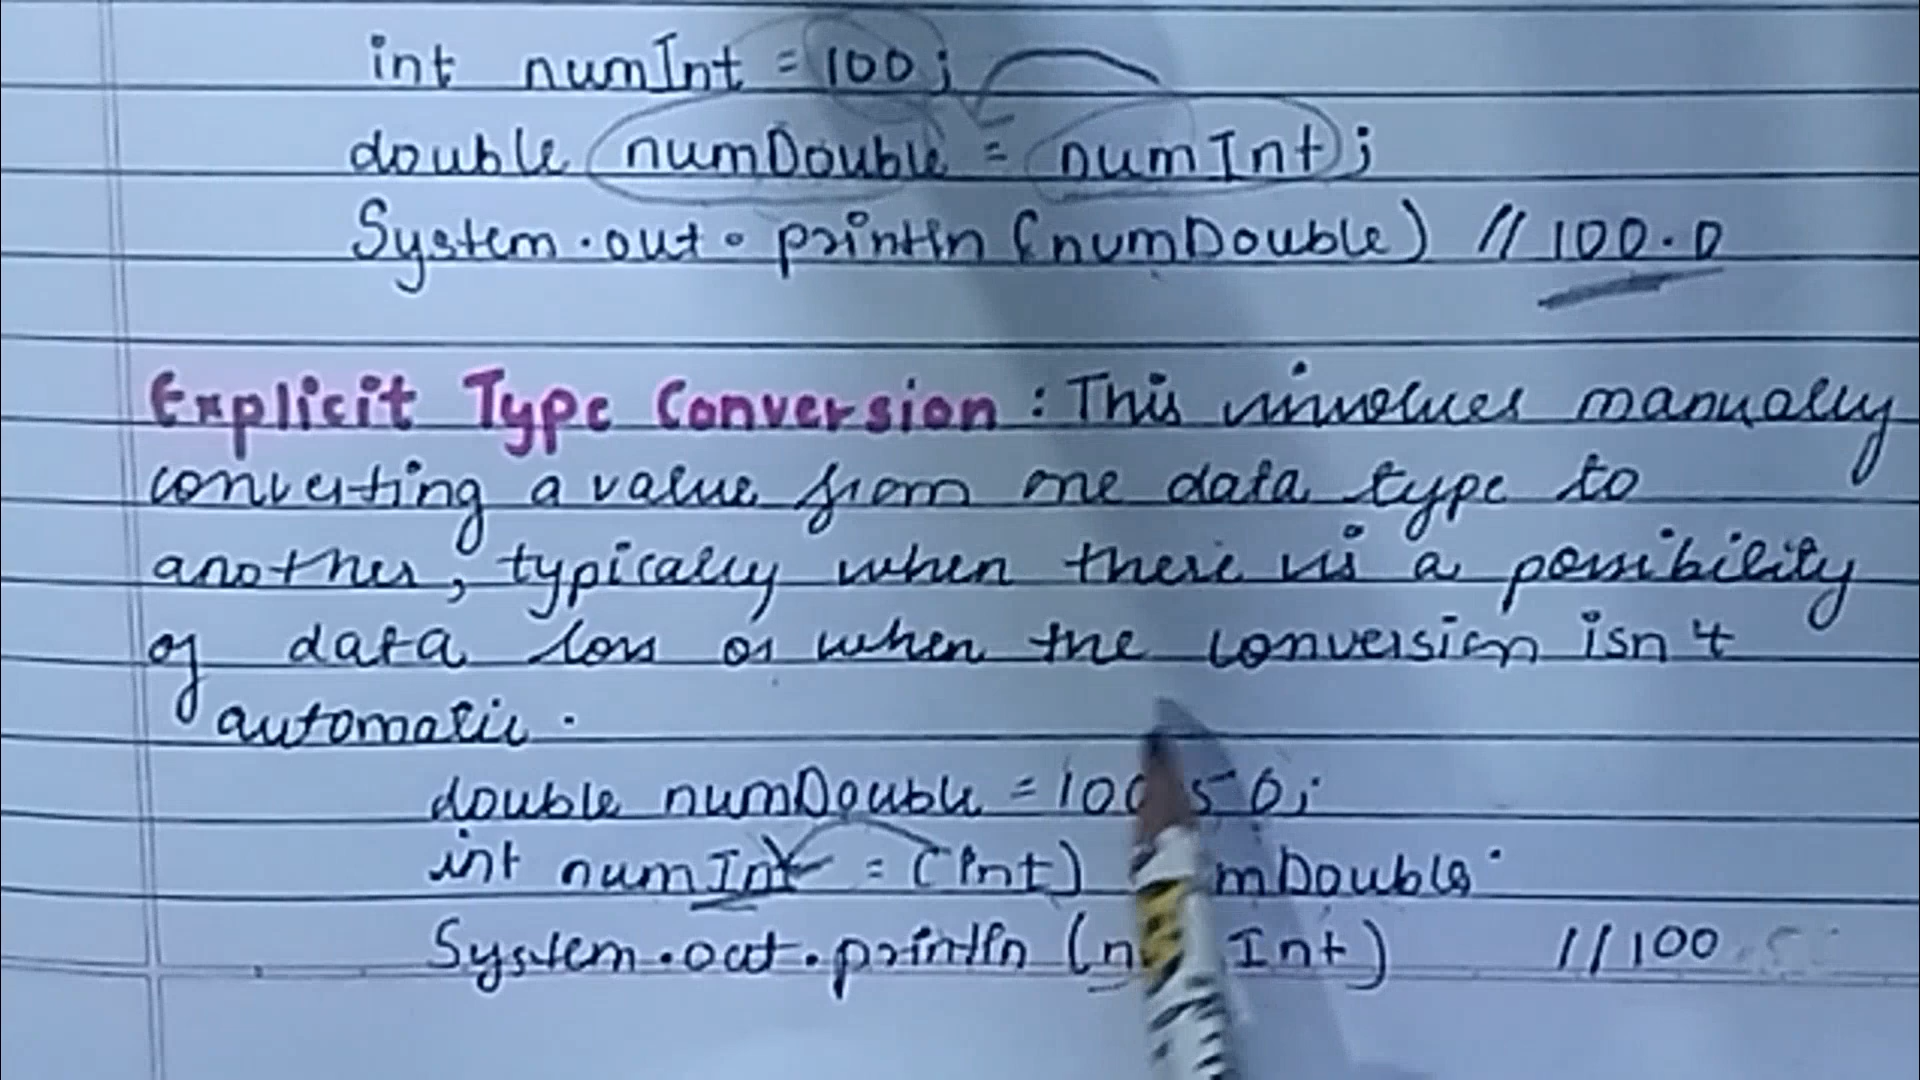 int numInt = 100;
double numDouble = numInt;
System.out.println (numDouble) // 100.0
Explicit Type Conversion : This involves manually
converting a value from one data type to
another, typically when there is a possibility
of data loss or when the conversion isn't
automatic.
double numDouble = 100 50;
int numInt = (int) mDouble
System.out.println (n Int) //100